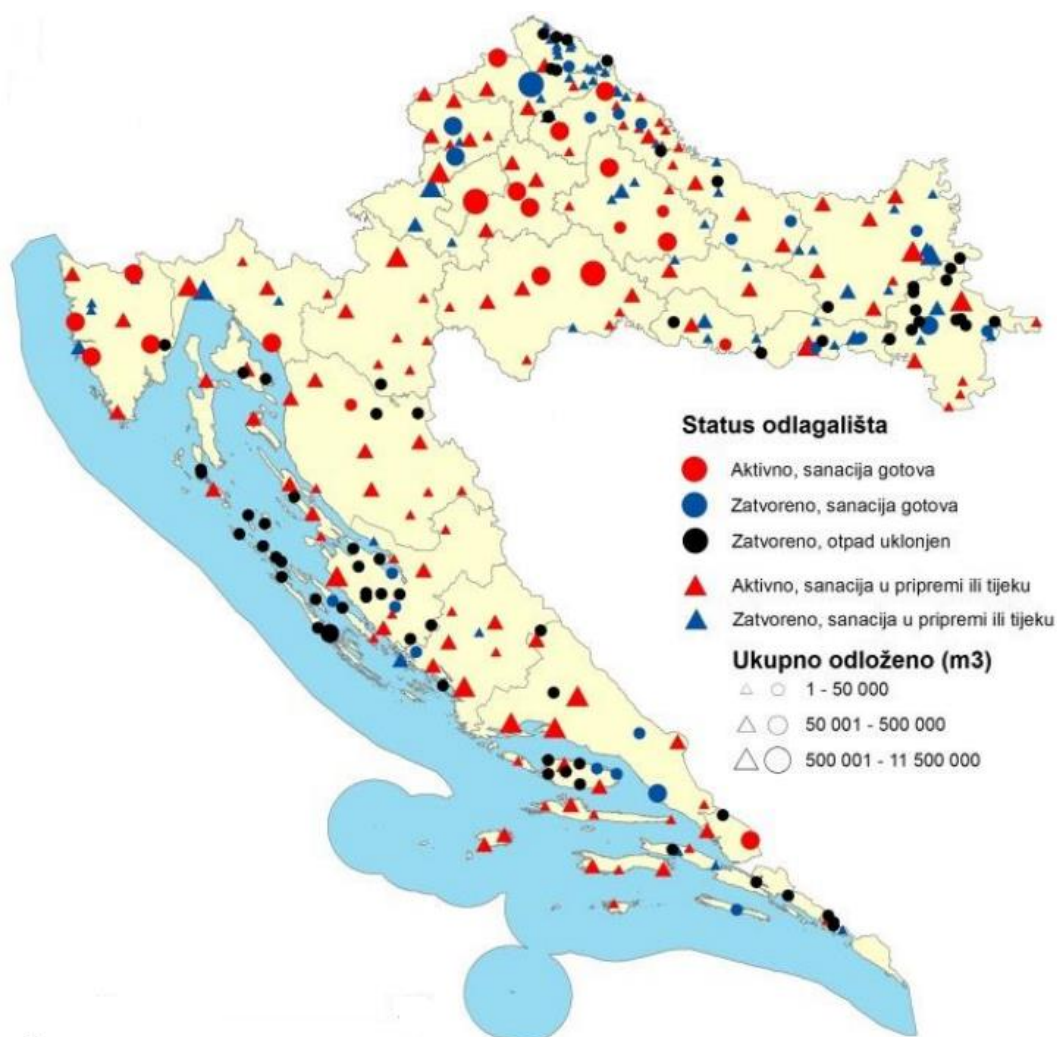 Status odlagališta
Aktivno, sanacija gotova
Zatvoreno, sanacija gotova
Zatvoreno, otpad uklonjen
Aktivno, sanacija u pripremi ili tijeku
Zatvoreno, sanacija u pripremi ili tijeku
Ukupno odloženo (m3)
1 - 50 000
50 001 - 500 000
500 001 - 11 500 000